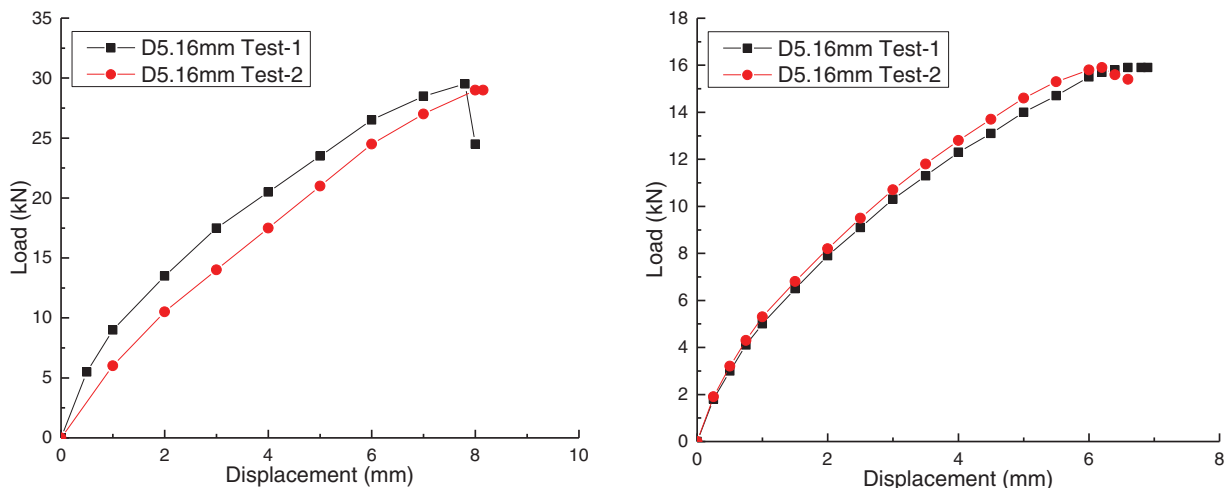 35
30
25
20
15
10
5
0
Load (kN)
D5.16mm Test-1
D5.16mm Test-2
0 2 4 6 8 10
Displacement (mm)
18
16
14
12
10
8
6
4
2
0
Load (kN)
D5.16mm Test-1
D5.16mm Test-2
0 2 4 6 8
Displacement (mm)